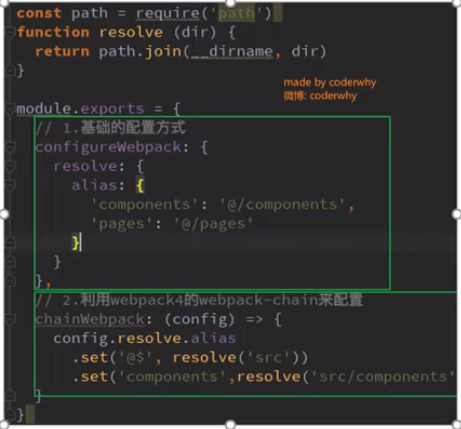 const path = require('path')
function resolve (dir) {
  return path.join(__dirname, dir)
}
made by coderwhy
微博: coderwhy
module.exports = {
  // 1.基础的配置方式
  configureWebpack: {
    resolve: {
      alias: {
        'components': '@/components',
        'pages': '@/pages'
      }
    }
  },
  // 2.利用webpack4的webpack-chain来配置
  chainWebpack: (config) => {
    config.resolve.alias
      .set('@$', resolve('src'))
      .set('components',resolve('src/components'
  }
}